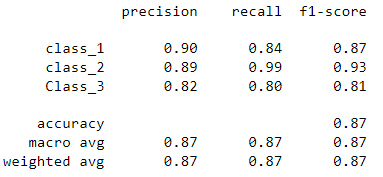 precision recall f1-score
class_1 0.90 0.84 0.87
class_2 0.89 0.99 0.93
Class_3 0.82 0.80 0.81
accuracy 0.87
macro avg 0.87 0.87 0.87
weighted avg 0.87 0.87 0.87